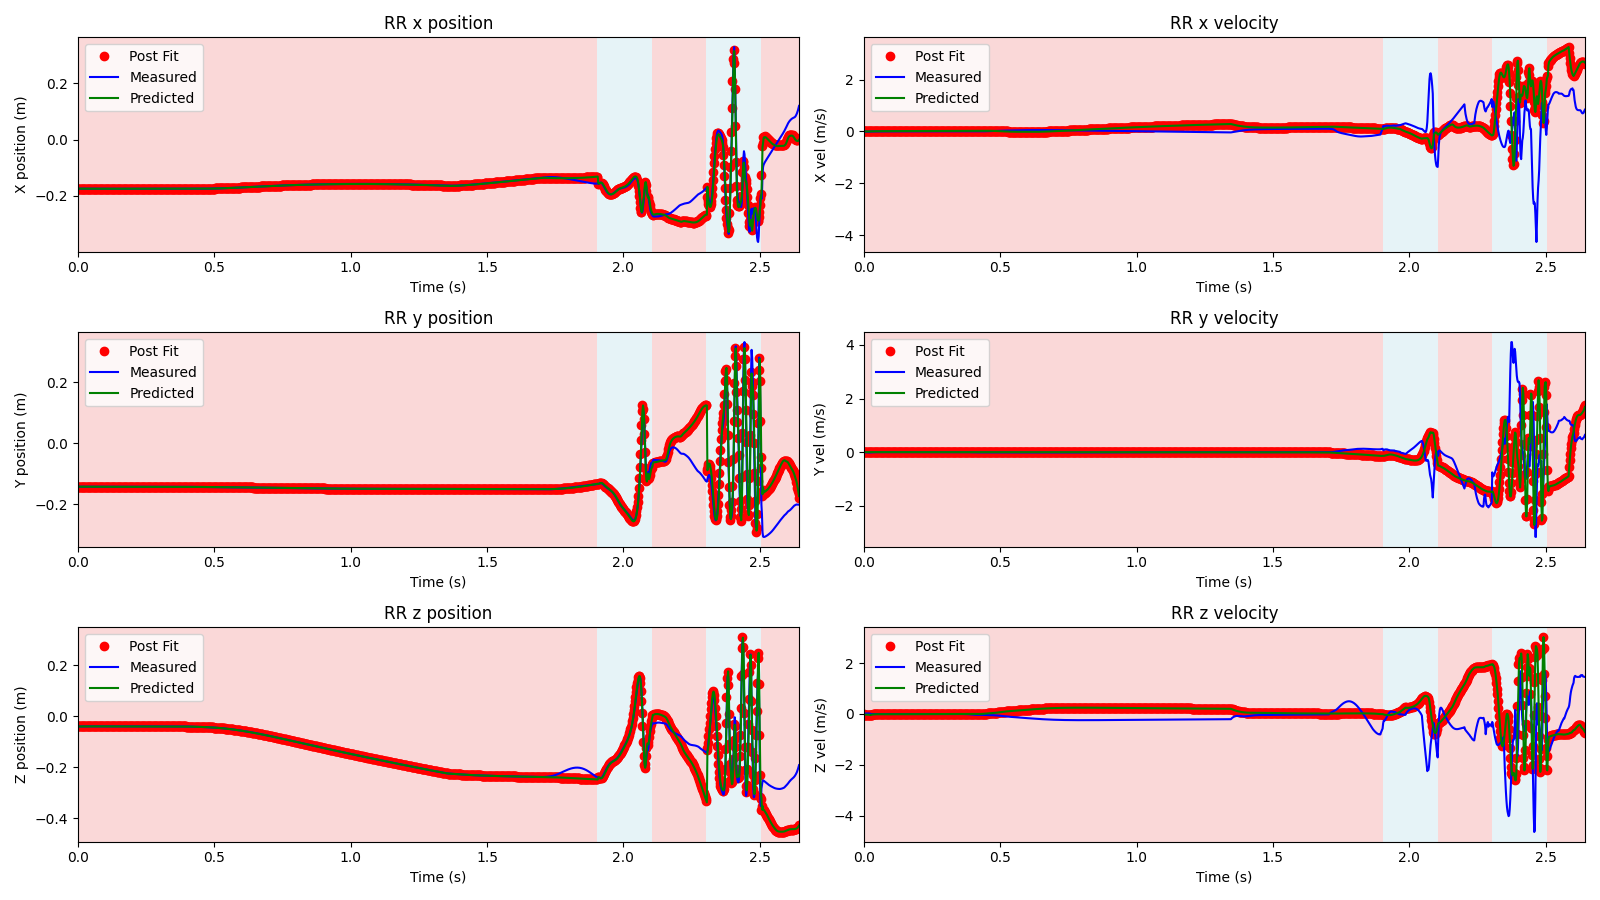 RR x position
X position (m)
0.2
0.0
−0.2
Post Fit
Measured
Predicted
0.0 0.5 1.0 1.5 2.0 2.5
Time (s)
RR x velocity
X vel (m/s)
2
0
−2
−4
Post Fit
Measured
Predicted
0.0 0.5 1.0 1.5 2.0 2.5
Time (s)
RR y position
Y position (m)
0.2
0.0
−0.2
Post Fit
Measured
Predicted
0.0 0.5 1.0 1.5 2.0 2.5
Time (s)
RR y velocity
Y vel (m/s)
4
2
0
−2
Post Fit
Measured
Predicted
0.0 0.5 1.0 1.5 2.0 2.5
Time (s)
RR z position
Z position (m)
0.2
0.0
−0.2
−0.4
Post Fit
Measured
Predicted
0.0 0.5 1.0 1.5 2.0 2.5
Time (s)
RR z velocity
Z vel (m/s)
2
0
−2
−4
Post Fit
Measured
Predicted
0.0 0.5 1.0 1.5 2.0 2.5
Time (s)